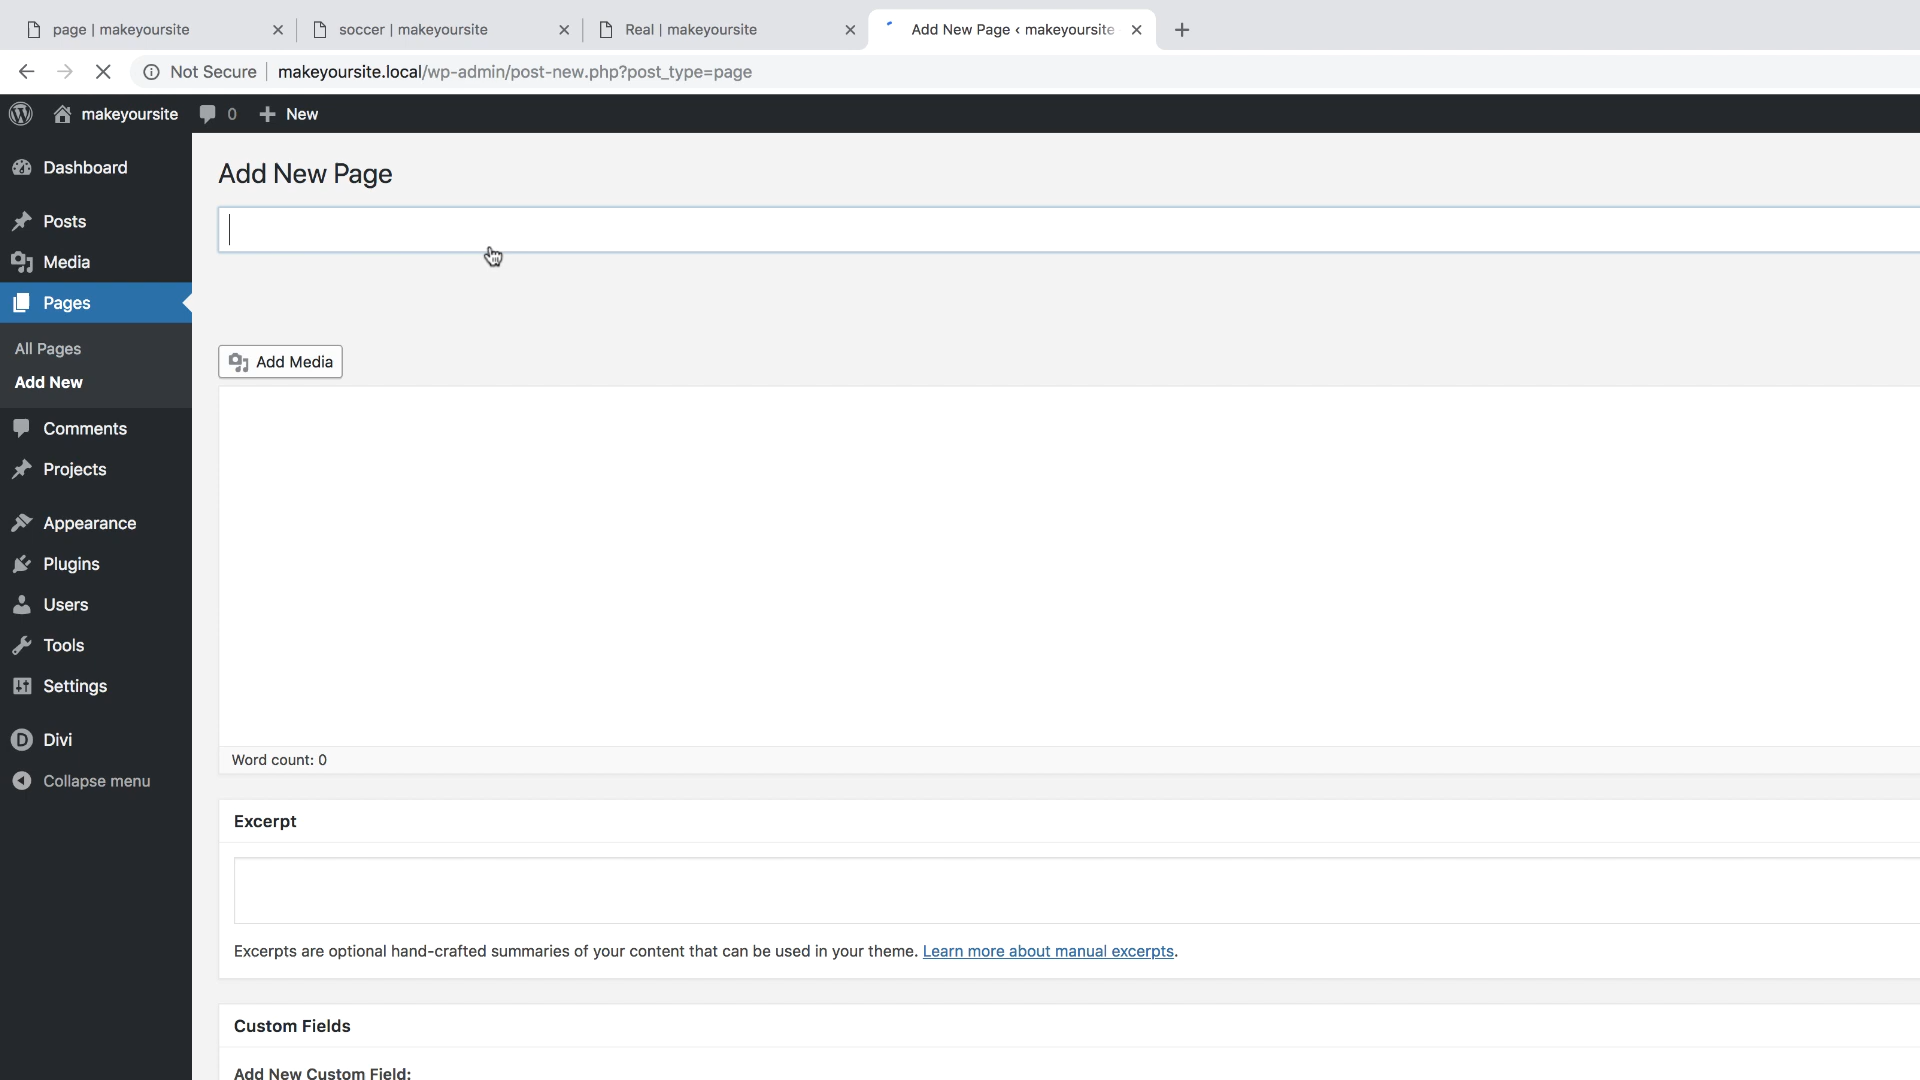 page | makeyoursite
soccer | makeyoursite
Real | makeyoursite
Add New Page ‹ makeyoursite
Not Secure
makeyoursite.local/wp-admin/post-new.php?post_type=page
makeyoursite
0
New
Dashboard
Posts
Media
Pages
All Pages
Add New
Comments
Projects
Appearance
Plugins
Users
Tools
Settings
Divi
Collapse menu
Add New Page
Add Media
Word count: 0
Excerpt
Excerpts are optional hand-crafted summaries of your content that can be used in your theme. Learn more about manual excerpts.
Custom Fields
Add New Custom Field: